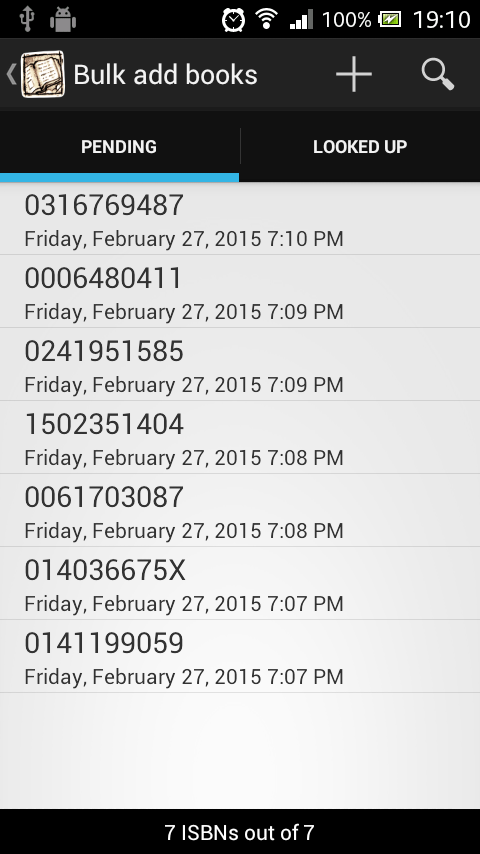 100% 19:10
Bulk add books
PENDING LOOKED UP
0316769487
Friday, February 27, 2015 7:10 PM
0006480411
Friday, February 27, 2015 7:09 PM
0241951585
Friday, February 27, 2015 7:09 PM
1502351404
Friday, February 27, 2015 7:08 PM
0061703087
Friday, February 27, 2015 7:08 PM
014036675X
Friday, February 27, 2015 7:07 PM
0141199059
Friday, February 27, 2015 7:07 PM
7 ISBNs out of 7